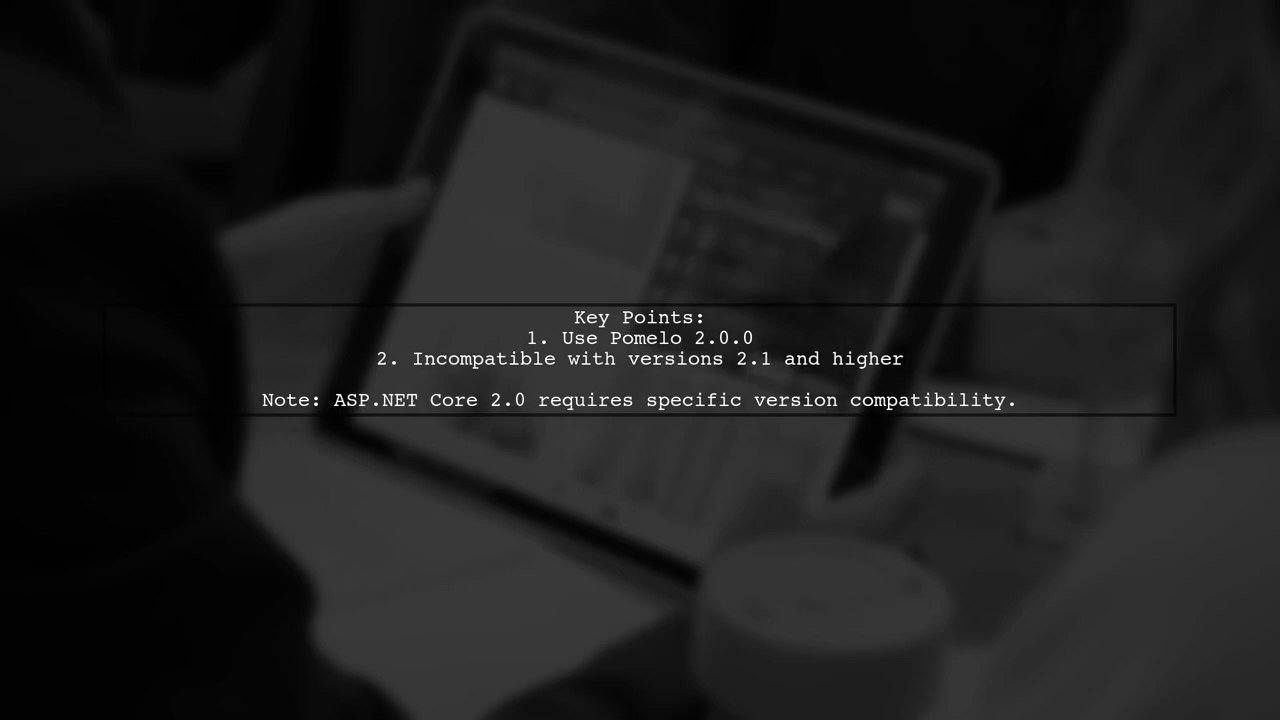 Key Points:
1. Use Pomelo 2.0.0
2. Incompatible with versions 2.1 and higher
Note: ASP.NET Core 2.0 requires specific version compatibility.